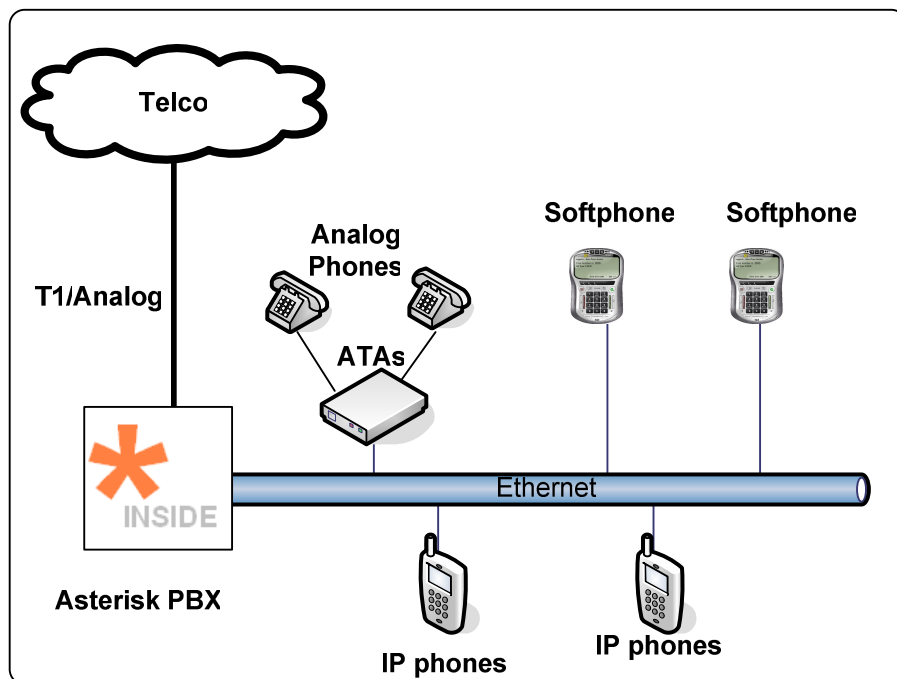 Telco
T1/Analog
Analog
Phones
ATAs
Softphone
Softphone
Ethernet
INSIDE
Asterisk PBX
IP phones
IP phones